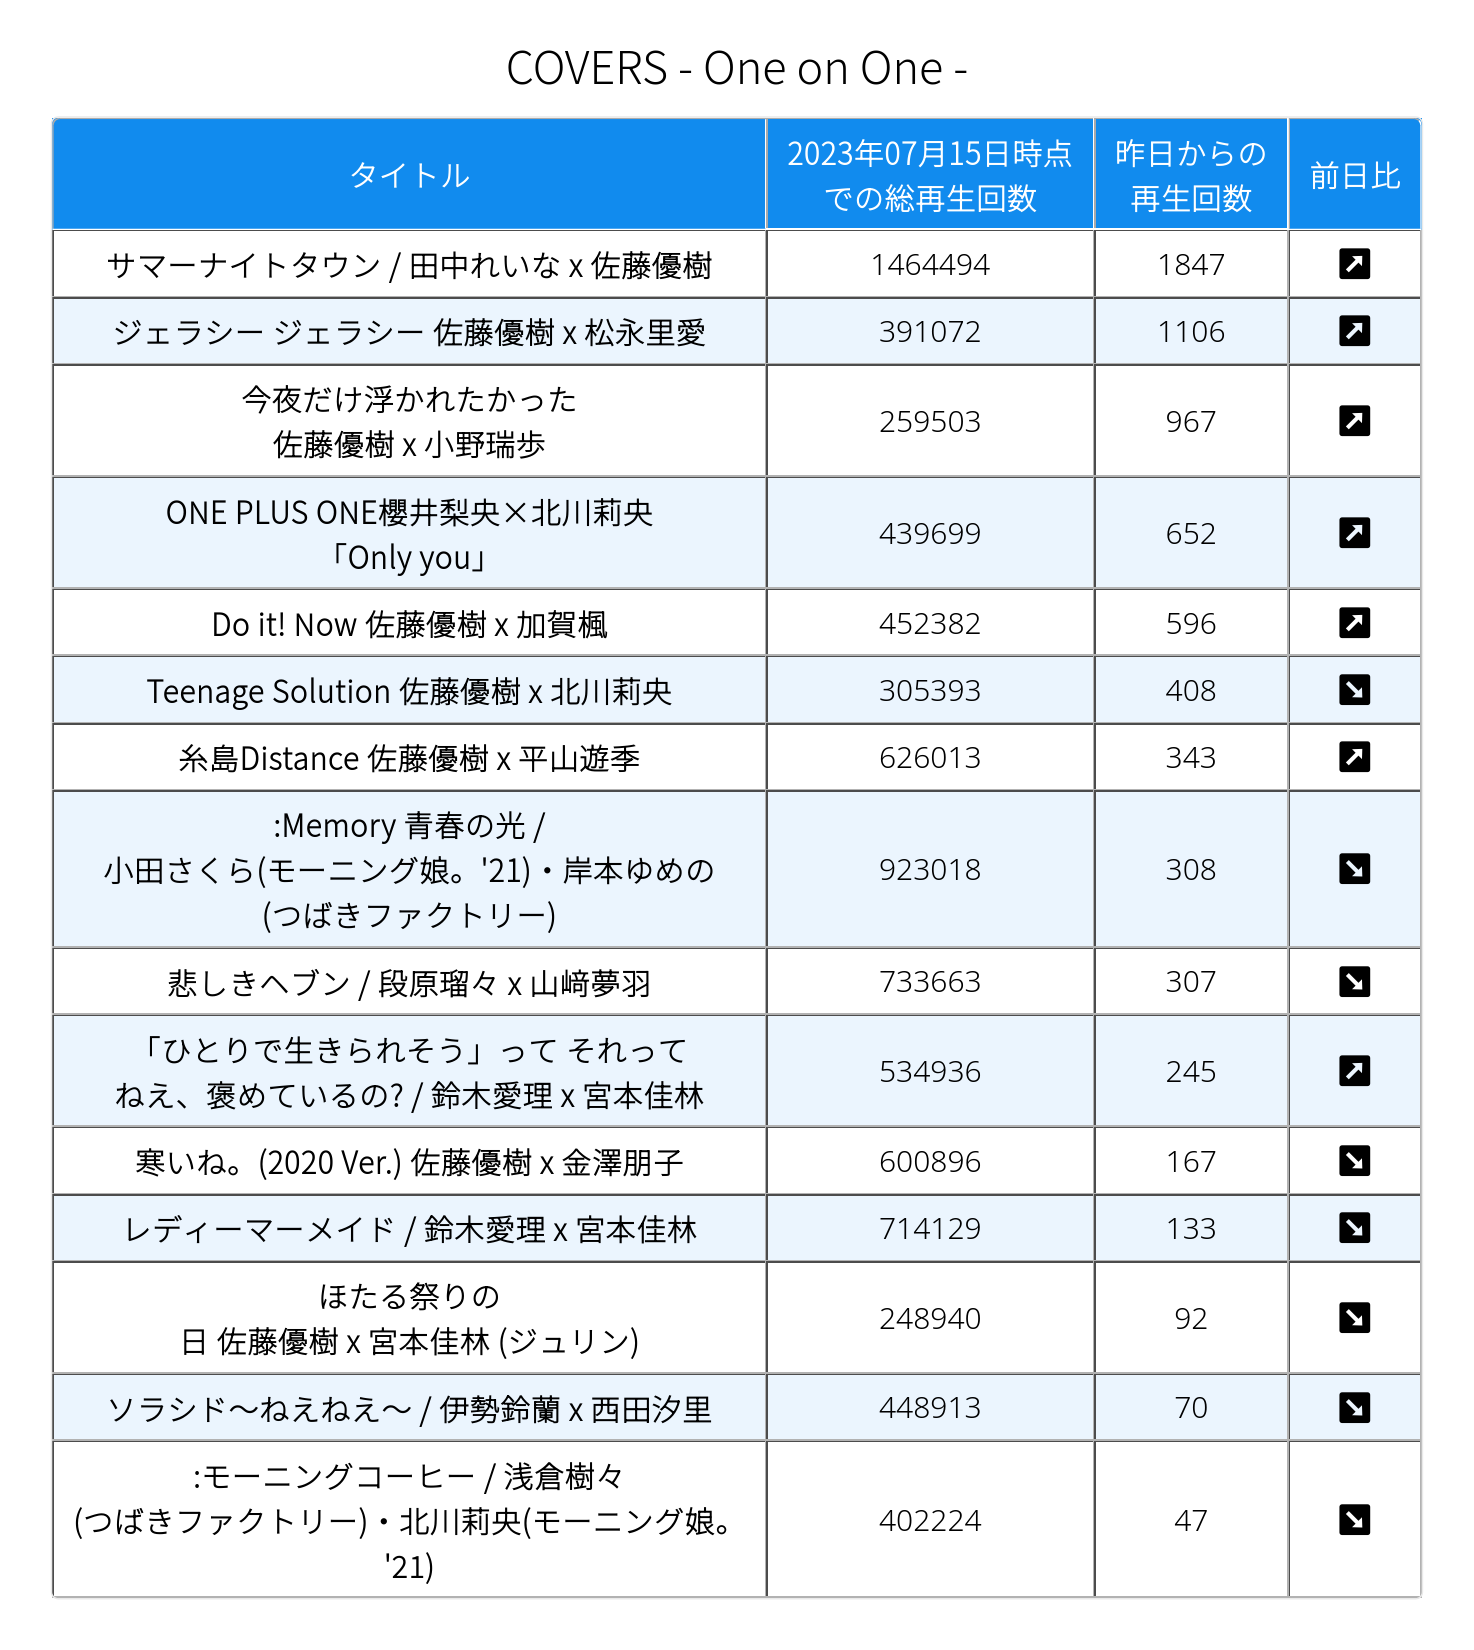 COVERS - One on One -
タイトル
2023年07月15日時点
での総再生回数
昨日からの
再生回数
前日比
サマーナイトタウン / 田中れいな x 佐藤優樹
1464494
1847
ジェラシー ジェラシー 佐藤優樹 x 松永里愛
391072
1106
今夜だけ浮かれたかった
佐藤優樹 x 小野瑞歩
259503
967
ONE PLUS ONE櫻井梨央×北川莉央
「Only you」
439699
652
Do it! Now 佐藤優樹 x 加賀楓
452382
596
Teenage Solution 佐藤優樹 x 北川莉央
305393
408
糸島Distance 佐藤優樹 x 平山遊季
626013
343
:Memory 青春の光 /
小田さくら(モーニング娘。'21)・岸本ゆめの
(つばきファクトリー)
923018
308
悲しきヘブン / 段原瑠々 x 山﨑夢羽
733663
307
「ひとりで生きられそう」って それって
ねえ、褒めているの? / 鈴木愛理 x 宮本佳林
534936
245
寒いね。(2020 Ver.) 佐藤優樹 x 金澤朋子
600896
167
レディーマーメイド / 鈴木愛理 x 宮本佳林
714129
133
ほたる祭りの
日 佐藤優樹 x 宮本佳林 (ジュリン)
248940
92
ソラシド〜ねえねえ〜 / 伊勢鈴蘭 x 西田汐里
448913
70
:モーニングコーヒー / 浅倉樹々
(つばきファクトリー)・北川莉央(モーニング娘。
'21)
402224
47